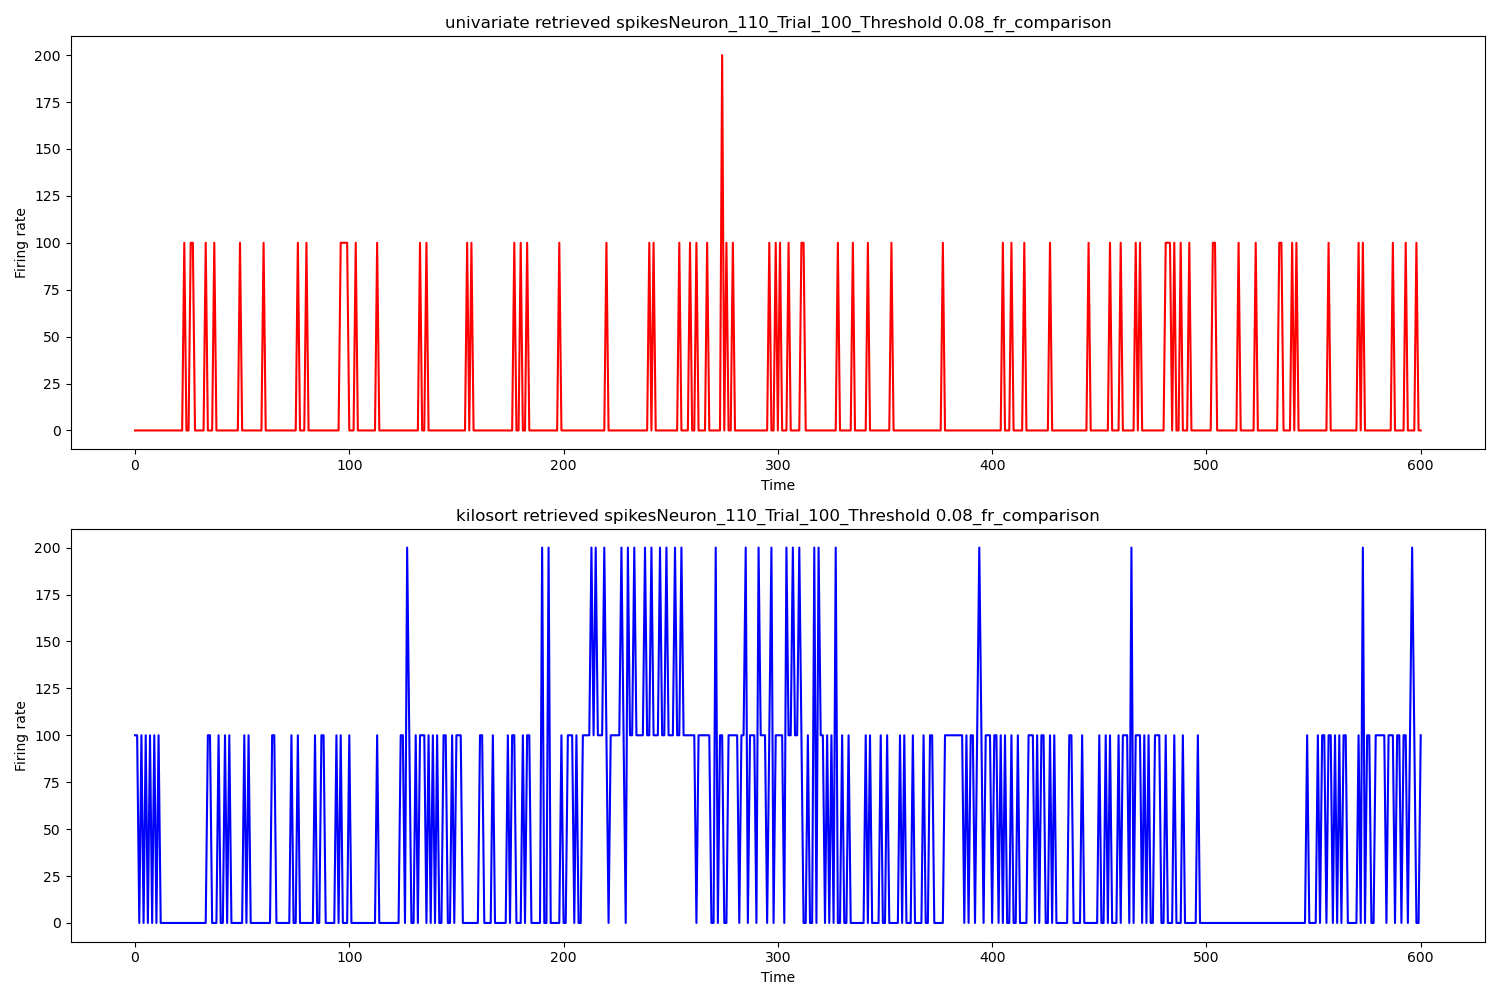 univariate retrieved spikesNeuron_110_Trial_100_Threshold 0.08_fr_comparison
200
175
150
125
100
75
50
25
0
Firing rate
0 100 200 300 400 500 600
Time
kilosort retrieved spikesNeuron_110_Trial_100_Threshold 0.08_fr_comparison
200
175
150
125
100
75
50
25
0
Firing rate
0 100 200 300 400 500 600
Time